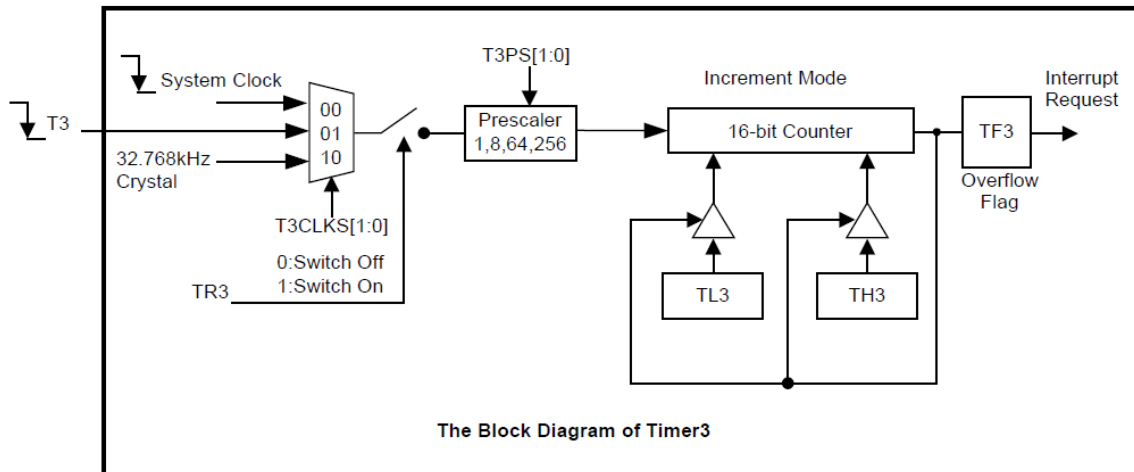 System Clock
T3
32.768kHz
Crystal
00
01
10
T3CLKS[1:0]
0:Switch Off
1:Switch On
TR3
T3PS[1:0]
Prescaler
1,8,64,256
Increment Mode
16-bit Counter
TL3
TH3
TF3
Overflow
Flag
Interrupt
Request
The Block Diagram of Timer3